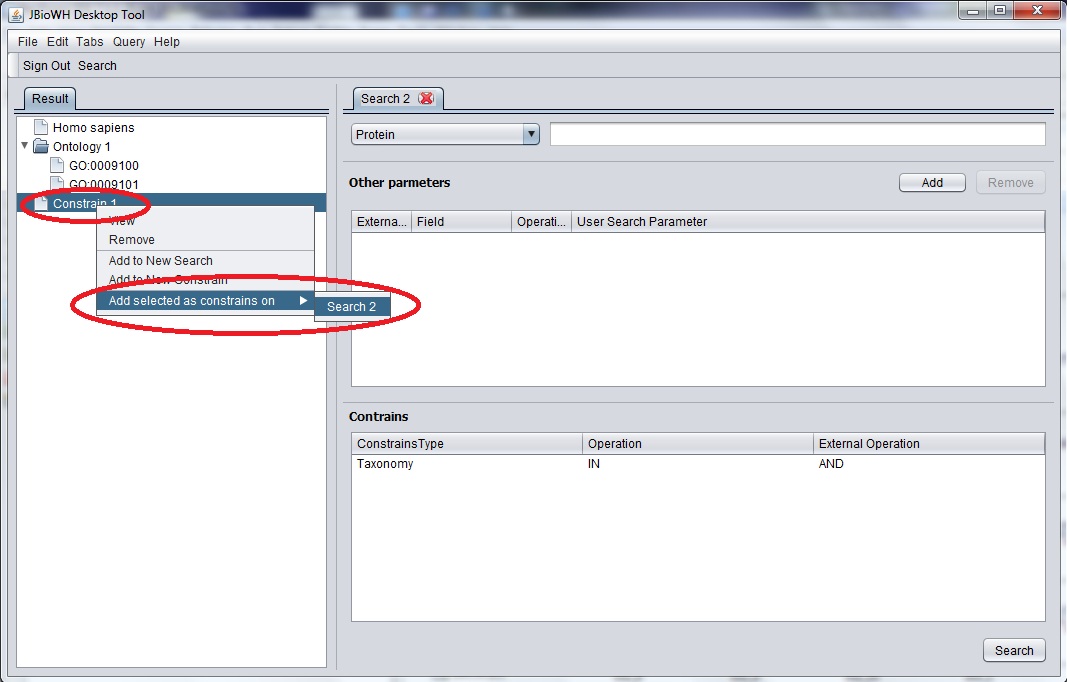 JBioWH Desktop Tool
File Edit Tabs Query Help
Sign Out Search
Result
Homo sapiens
Ontology 1
GO:0009100
GO:0009101
Constrain 1
View
Remove
Add to New Search
Add to New Constrain
Add selected as constrains on
Search 2
Search 2
Protein
Other parmeters
Add Remove
Externa... Field Operati... User Search Parameter
Contrains
ConstrainsType Operation External Operation
Taxonomy IN AND
Search